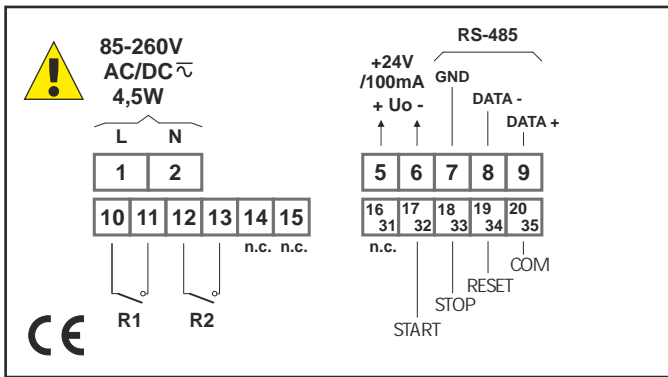 85-260V
AC/DC
4,5W
L N
1 2
10 11 12 13 14 15
n.c. n.c.
R1 R2
CE
RS-485
+24V
/100mA
GND
+ Uo -
DATA -
DATA +
5 6 7 8 9
16 17 18 19 20
31 32 33 34 35
n.c.
COM
RESET
STOP
START